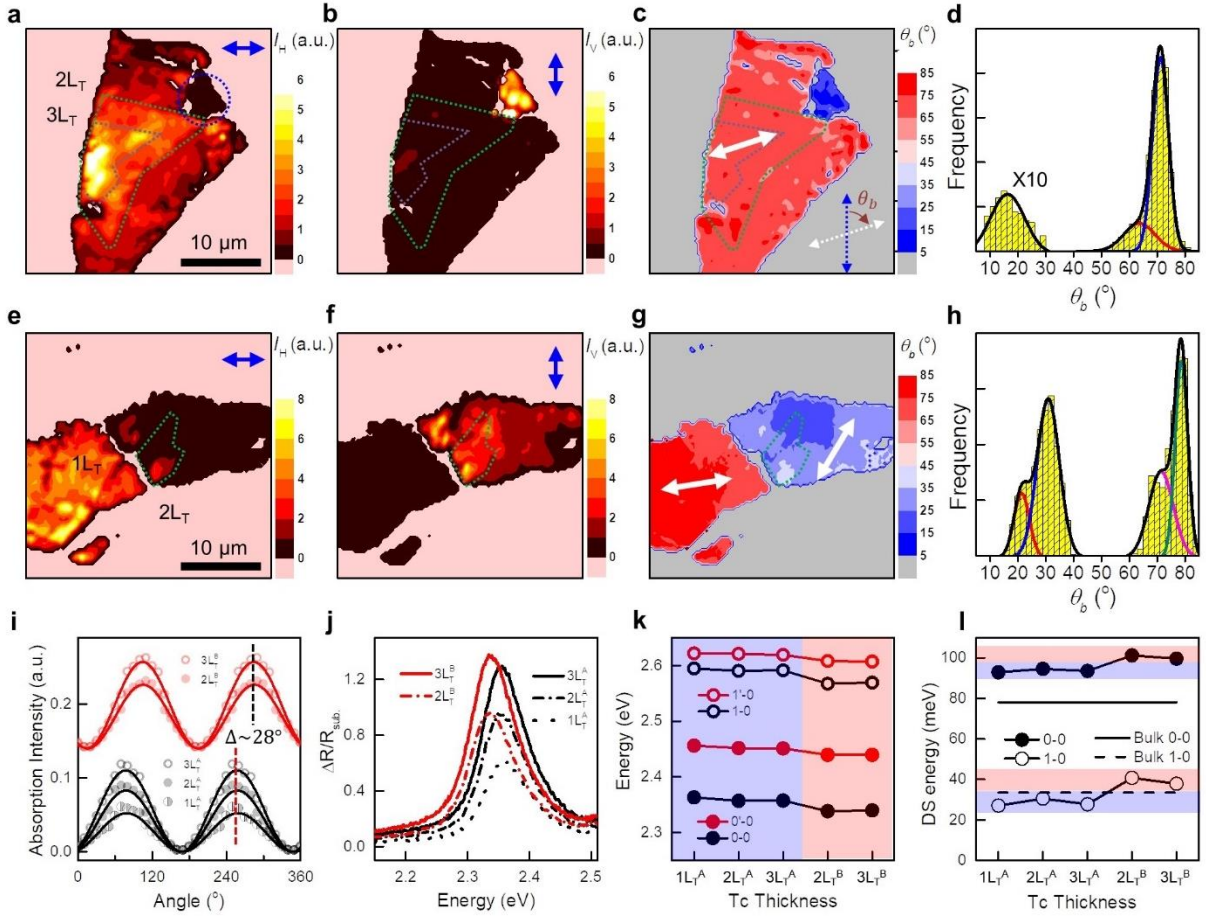 a
I_H (a.u.)
2L_T
3L_T
10 μm
6
5
4
3
2
1
0
b
I_V (a.u.)
6
5
4
3
2
1
0
c
θ_b (°)
85
75
65
55
45
35
25
15
5
θ_b
d
Frequency
X10
10 20 30 40 50 60 70 80
θ_b (°)
e
I_H (a.u.)
1L_T
2L_T
10 μm
8
7
6
5
4
3
2
1
0
f
I_V (a.u.)
8
7
6
5
4
3
2
1
0
g
θ_b (°)
85
75
65
55
45
35
25
15
5
h
Frequency
10 20 30 40 50 60 70 80
θ_b (°)
i
Absorption Intensity (a.u.)
0.2
0.1
0.0
3L_T^B
2L_T^B
Δ~28°
3L_T^A
2L_T^A
1L_T^A
0 120 240 360
Angle (°)
j
ΔR/R_sub.
1.2
0.8
0.4
0.0
3L_T^B
2L_T^B
3L_T^A
2L_T^A
1L_T^A
2.2 2.3 2.4 2.5
Energy (eV)
k
Energy (eV)
2.6
2.5
2.4
2.3
1'-0
1-0
0'-0
0-0
1L_T^A 2L_T^A 3L_T^A 2L_T^B 3L_T^B
Tc Thickness
l
DS energy (meV)
100
80
60
40
20
0
0-0
1-0
Bulk 0-0
Bulk 1-0
1L_T^A 2L_T^A 3L_T^A 2L_T^B 3L_T^B
Tc Thickness